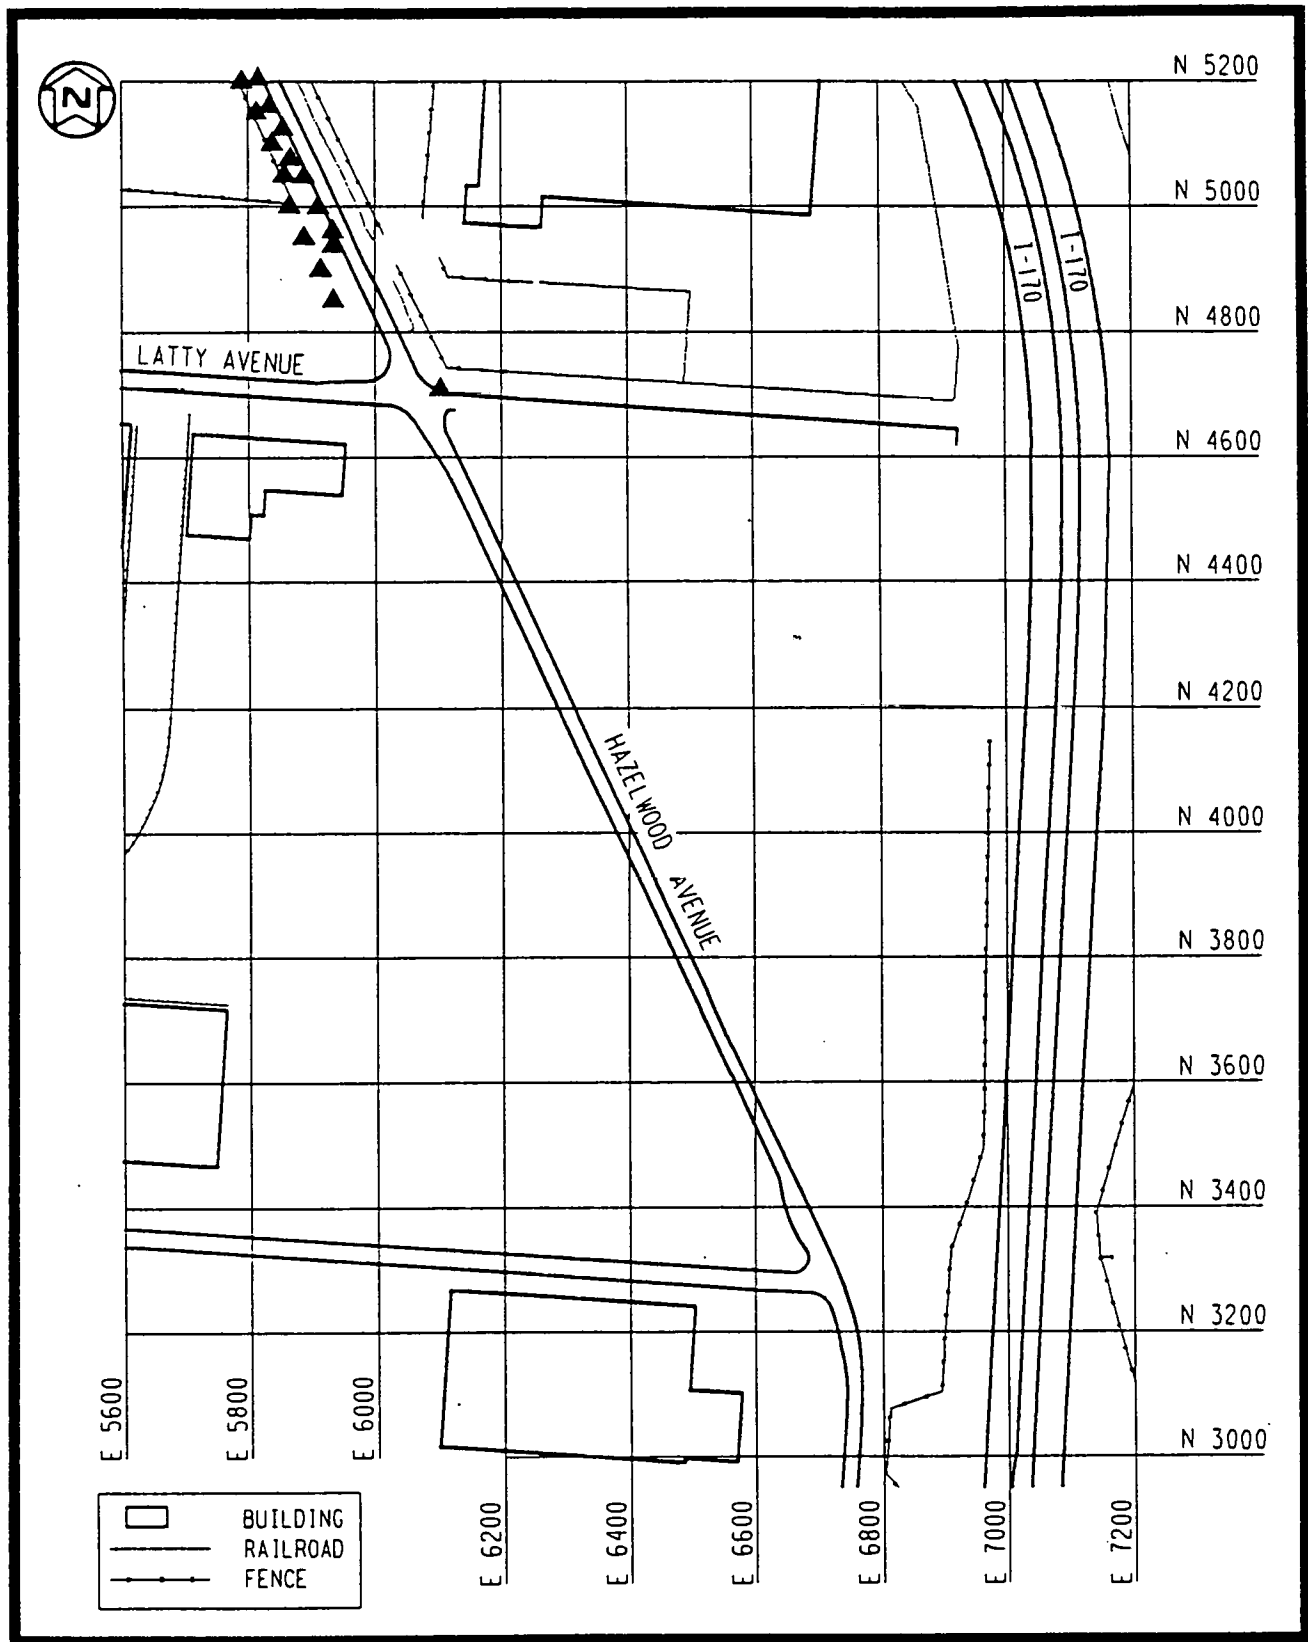 N
N 5200
N 5000
I-170
I-170
N 4800
LATTY AVENUE
N 4600
N 4400
N 4200
HAZELWOOD AVENUE
N 4000
N 3800
N 3600
N 3400
N 3200
N 3000
E 5600
E 5800
E 6000
E 6200
E 6400
E 6600
E 6800
E 7000
E 7200
BUILDING
RAILROAD
FENCE